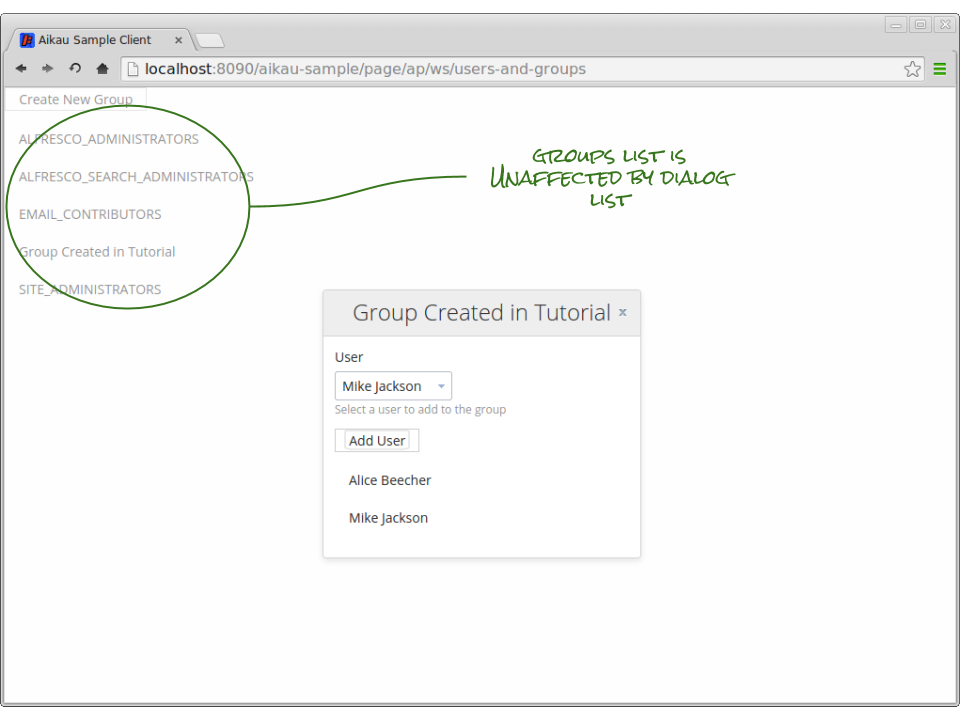 Aikau Sample Client
localhost:8090/aikau-sample/page/ap/ws/users-and-groups
Create New Group
ALFRESCO_ADMINISTRATORS
ALFRESCO_SEARCH_ADMINISTRATORS
EMAIL_CONTRIBUTORS
Group Created in Tutorial
SITE_ADMINISTRATORS
GROUPS LIST IS
UNAFFECTED BY DIALOG
LIST
Group Created in Tutorial x
User
Mike Jackson
Select a user to add to the group
Add User
Alice Beecher
Mike Jackson